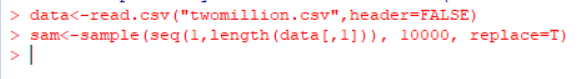 > data<-read.csv("twomillion.csv",header=FALSE)
> sam<-sample(seq(1,length(data[,1])), 10000, replace=T)
>